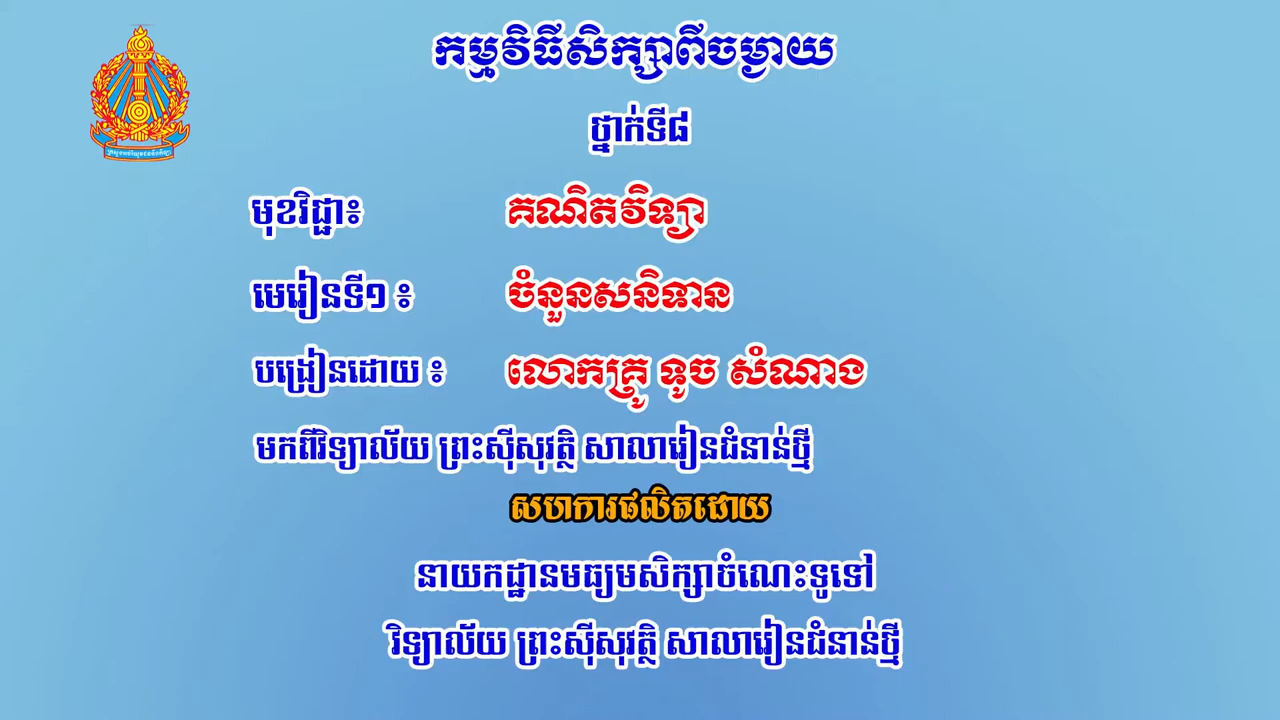 កម្មវិធីសិក្សាពីចម្ងាយ
ថ្នាក់ទី៨
មុខវិជ្ជា៖ គណិតវិទ្យា
មេរៀនទី១ ៖ ចំនួនសនិទាន
បង្រៀនដោយ ៖ លោកគ្រូ ទូច សំណាង
មកពីវិទ្យាល័យ ព្រះស៊ីសុវត្ថិ សាលារៀនជំនាន់ថ្មី
សហការផលិតដោយ
នាយកដ្ឋានមធ្យមសិក្សាចំណេះទូទៅ
វិទ្យាល័យ ព្រះស៊ីសុវត្ថិ សាលារៀនជំនាន់ថ្មី